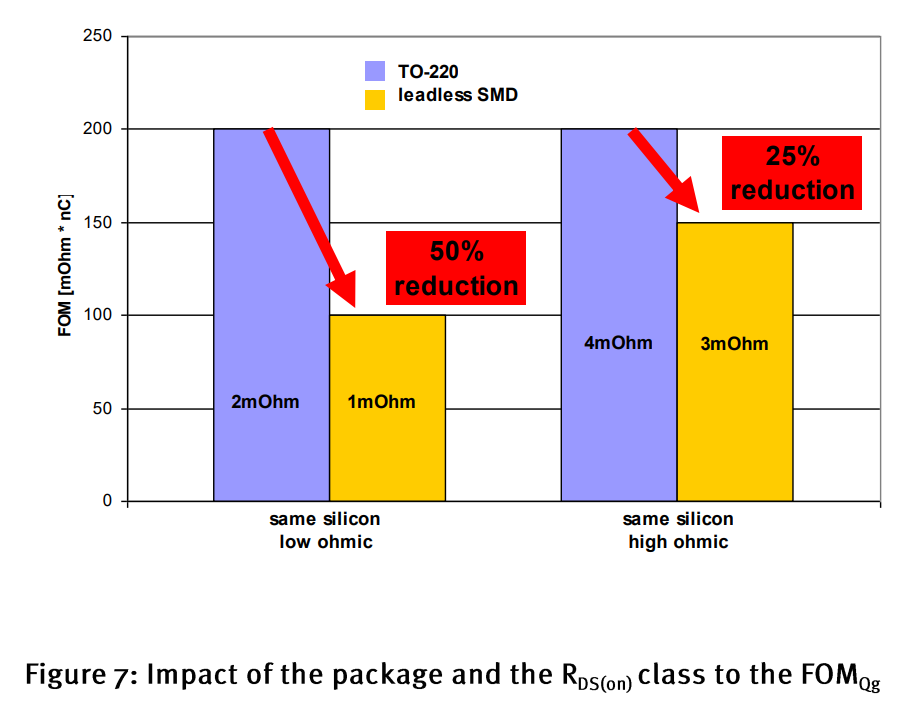 250
200
150
100
50
0
FOM [mOhm * nC]
TO-220
leadless SMD
50%
reduction
25%
reduction
2mOhm
1mOhm
4mOhm
3mOhm
same silicon
low ohmic
same silicon
high ohmic
Figure 7: Impact of the package and the RDS(on) class to the FOMQg